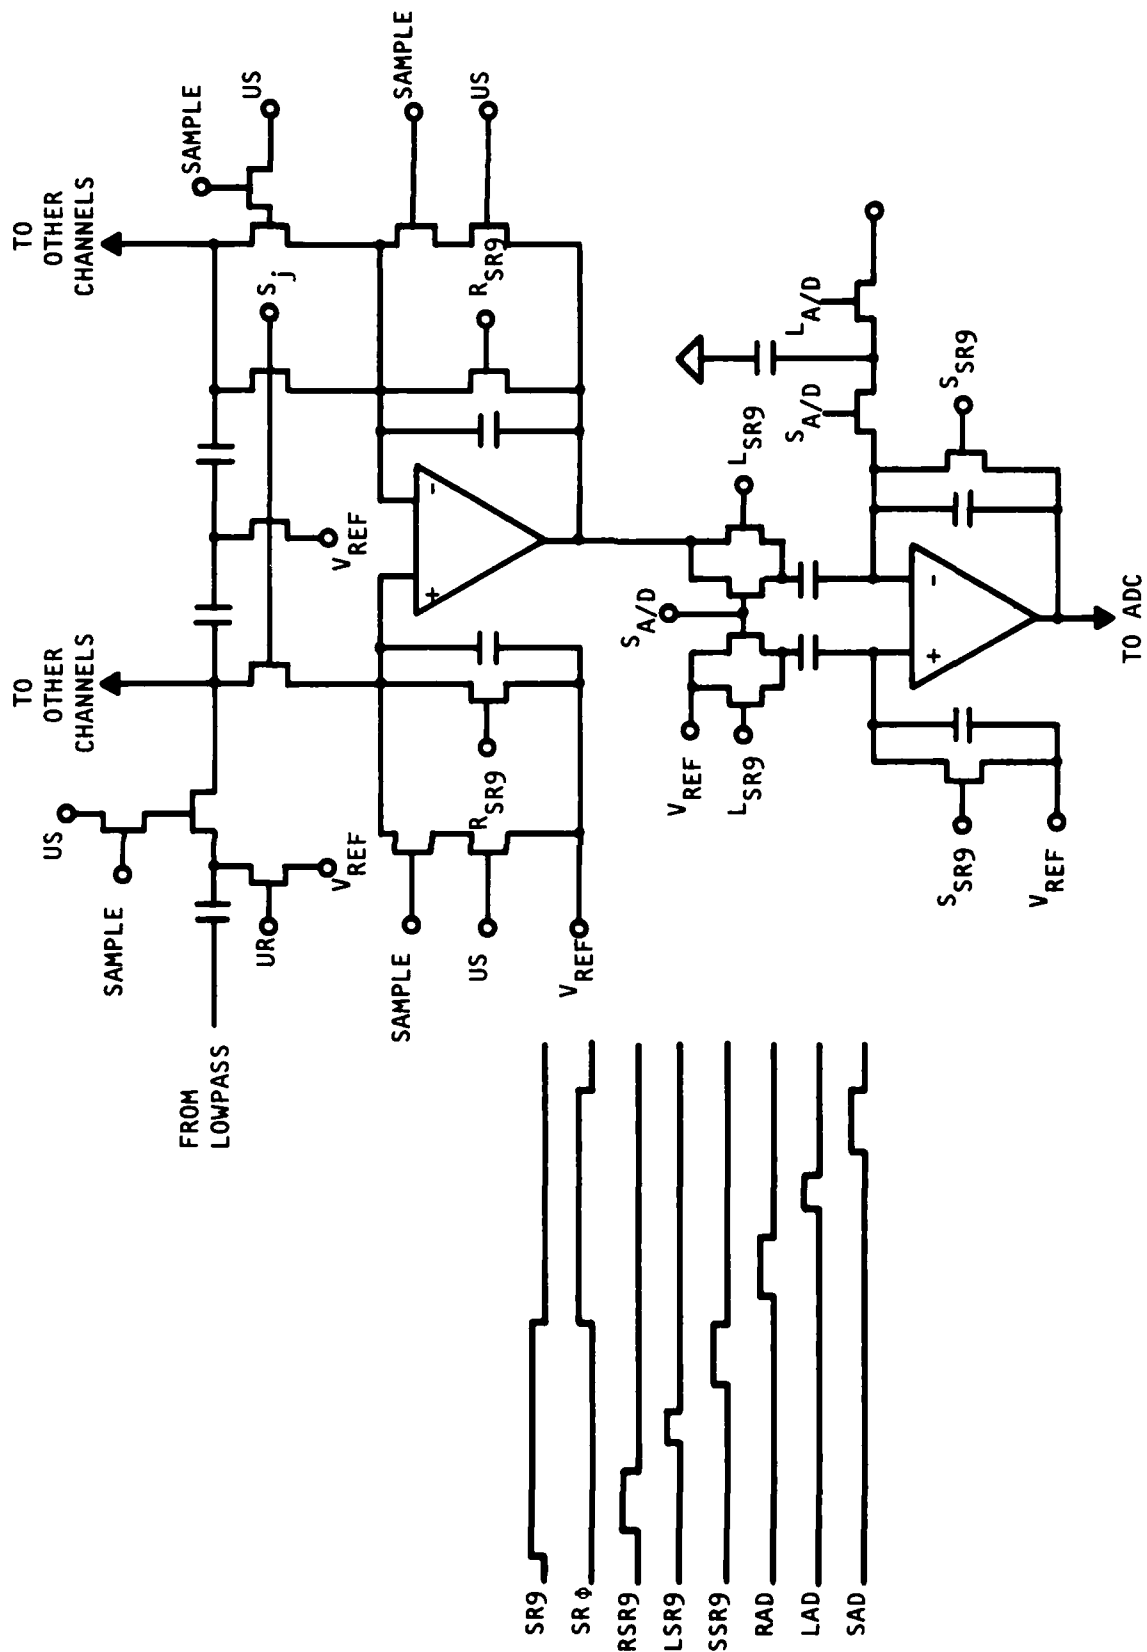 TO
OTHER
CHANNELS
TO
OTHER
CHANNELS
SAMPLE
US
US
SAMPLE
S_j
FROM
LOWPASS
UR
V_REF
V_REF
SAMPLE
US
R_SR9
+
-
R_SR9
SAMPLE
US
V_REF
S_A/D
V_REF
L_SR9
L_SR9
S_A/D
L_A/D
+
-
S_SR9
V_REF
S_SR9
TO ADC
SR9
SRΦ
RSR9
LSR9
SSR9
RAD
LAD
SAD